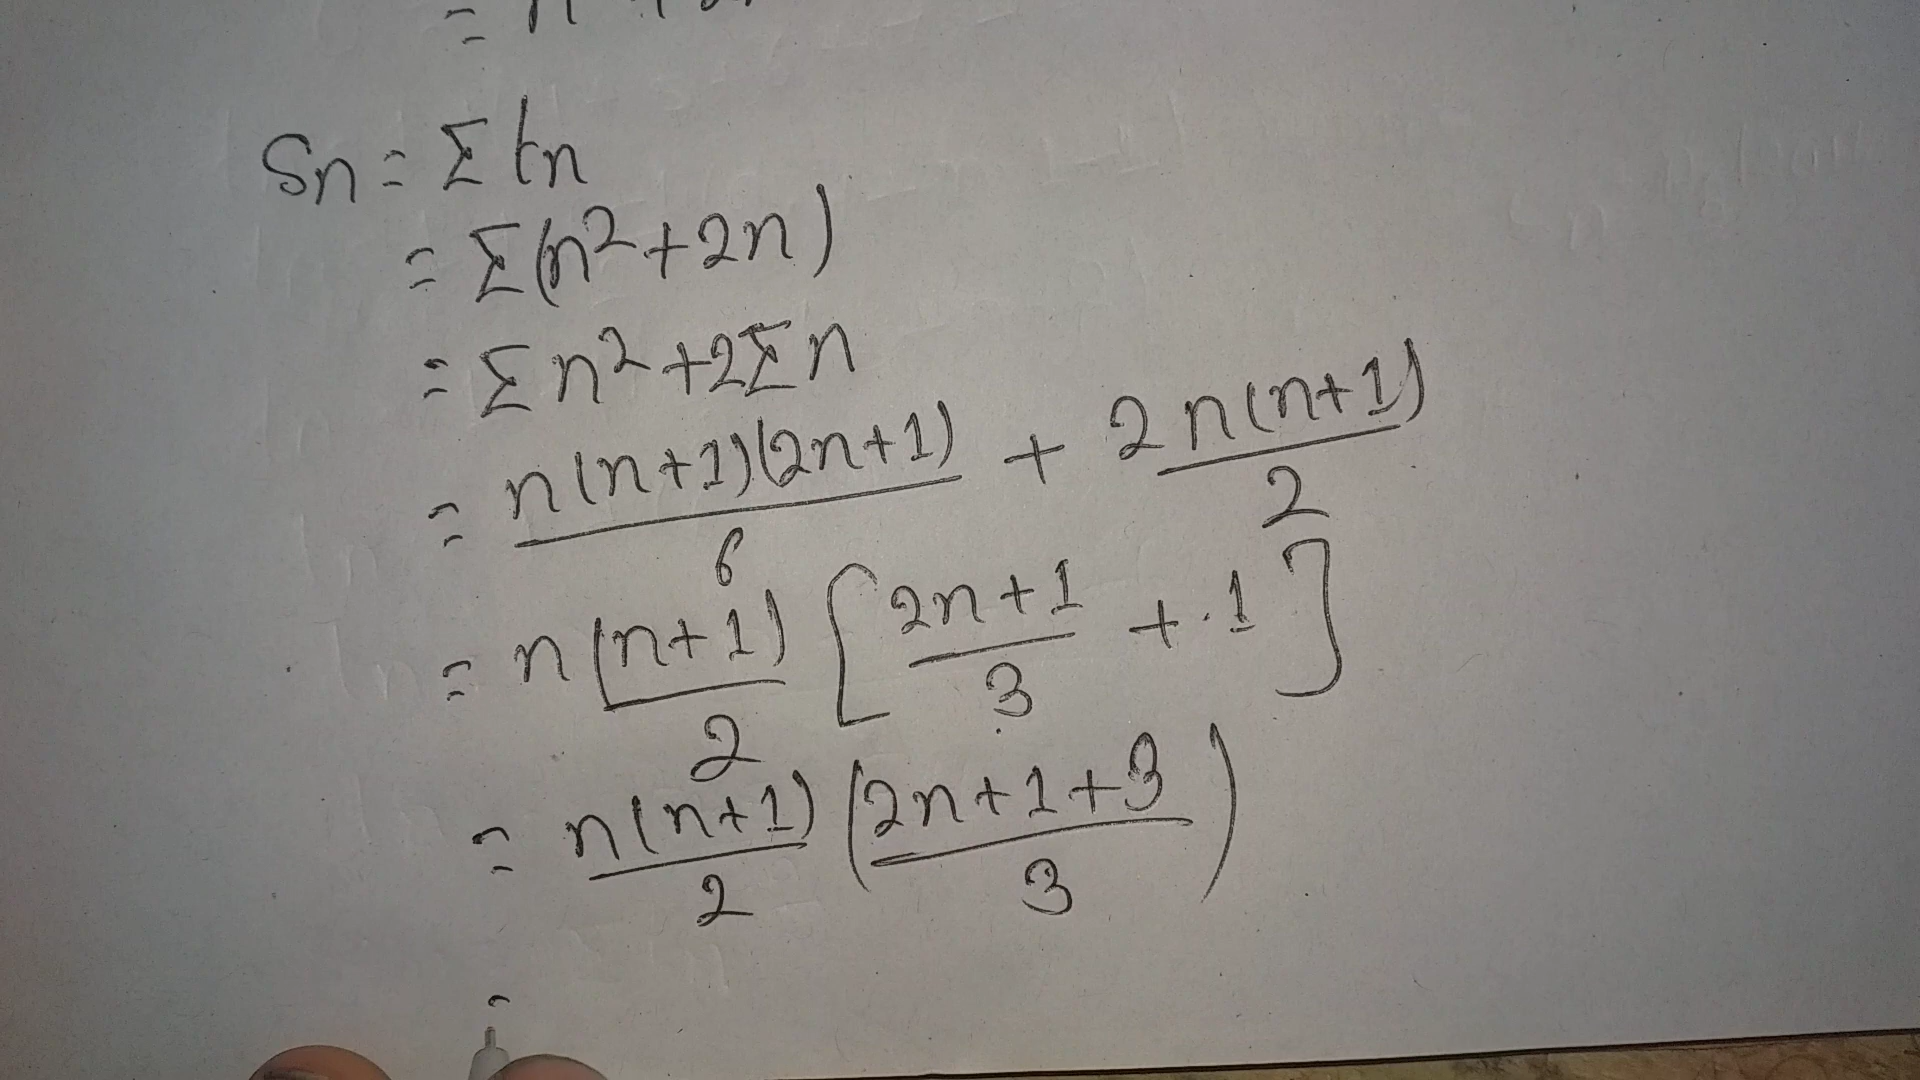 Sn = Σtn
= Σ(n²+2n)
= Σn²+2Σn
= n(n+1)(2n+1)/6 + 2n(n+1)/2
= n(n+1)/2 [2n+1/3 + 1]
= n(n+1)/2 (2n+1+3/3)